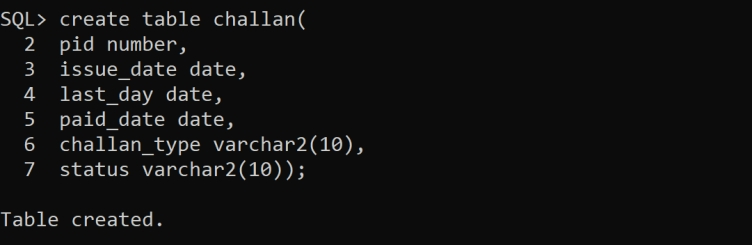 SQL> create table challan(
2 pid number,
3 issue_date date,
4 last_day date,
5 paid_date date,
6 challan_type varchar2(10),
7 status varchar2(10));
Table created.